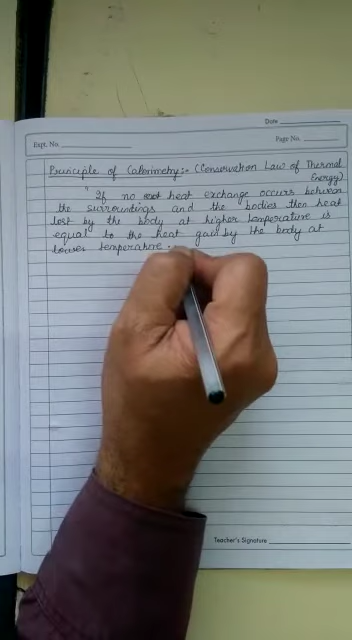 Date
Expt. No.
Page No.
Principle of Calorimetry:- (Conservation Law of Thermal
Energy)
"If no heat exchange occurs between
the surroundings and the bodies then heat
lost by the body at higher temperature is
equal to the heat gain by the body at
lower temperature.
Teacher's Signature